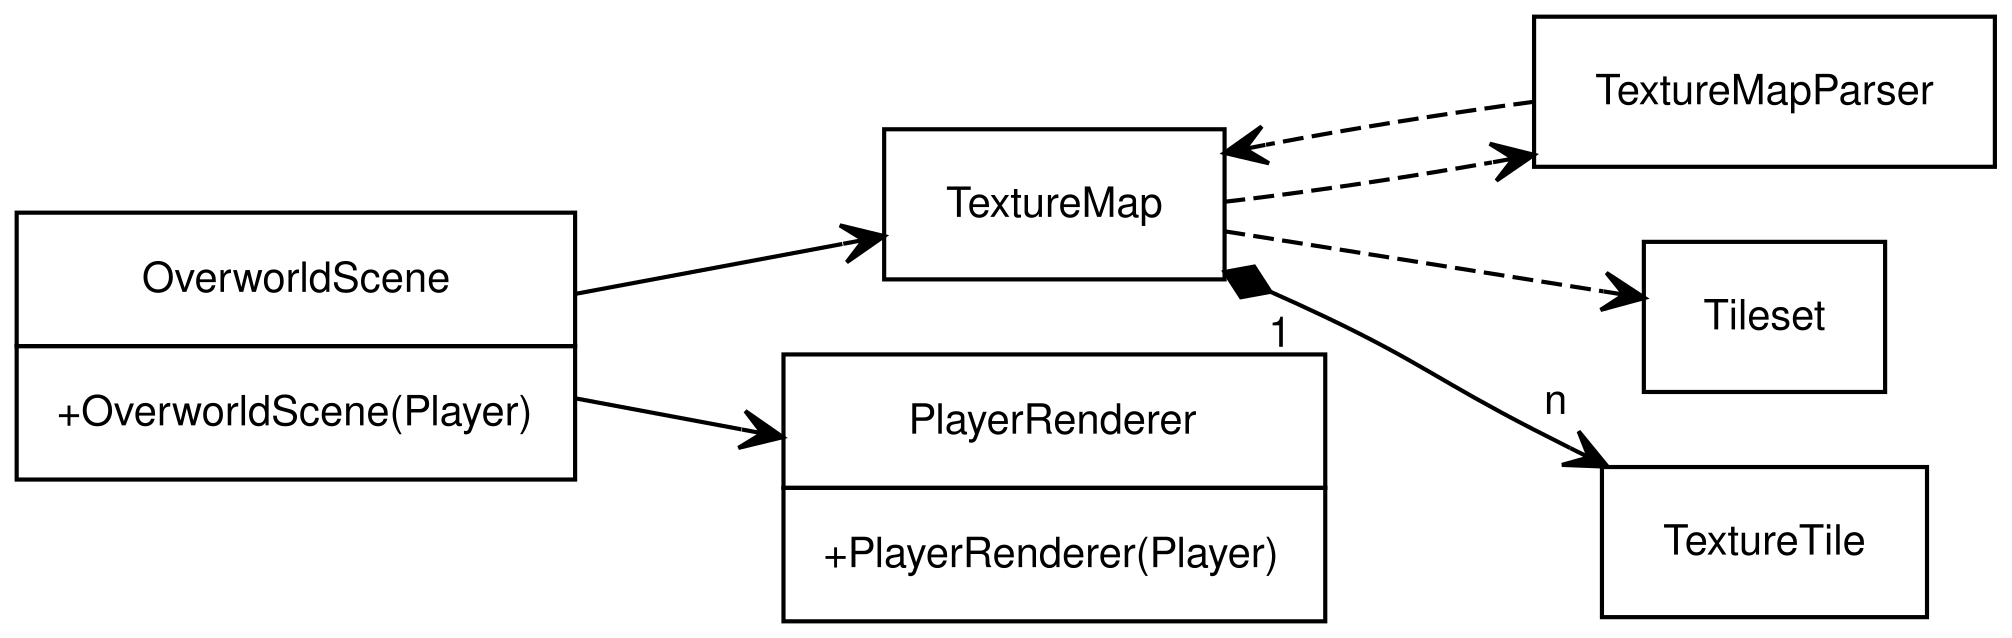 OverworldScene
+OverworldScene(Player)
TextureMap
1
n
PlayerRenderer
+PlayerRenderer(Player)
TextureMapParser
Tileset
TextureTile